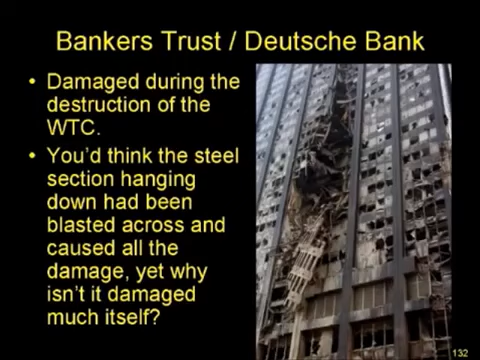 Bankers Trust / Deutsche Bank
• Damaged during the
destruction of the
WTC.
• You'd think the steel
section hanging
down had been
blasted across and
caused all the
damage, yet why
isn't it damaged
much itself?
132